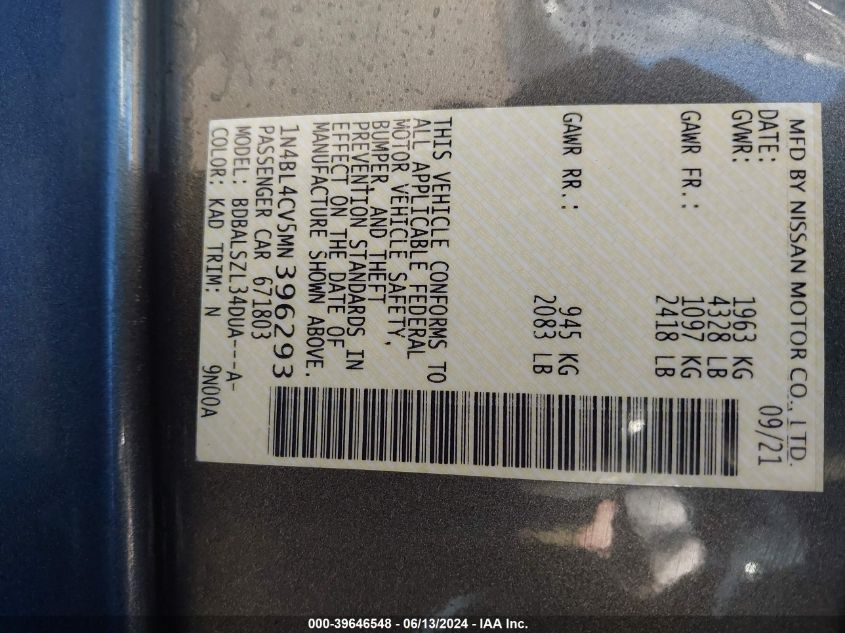 MFD BY NISSAN MOTOR CO., LTD.
DATE: 09/21
GVWR: 1963 KG
4328 LB
GAWR FR.: 1097 KG
2418 LB
GAWR RR.: 945 KG
2083 LB
THIS VEHICLE CONFORMS TO
ALL APPLICABLE FEDERAL
MOTOR VEHICLE SAFETY,
BUMPER, AND THEFT
PREVENTION STANDARDS IN
EFFECT ON THE DATE OF
MANUFACTURE SHOWN ABOVE.
1N4BL4CV5MN396293
PASSENGER CAR 671803
MODEL: BDBALSZL34DUA---A-
COLOR: KAD TRIM: N 9N00A
000-39646548 - 06/13/2024 - IAA Inc.